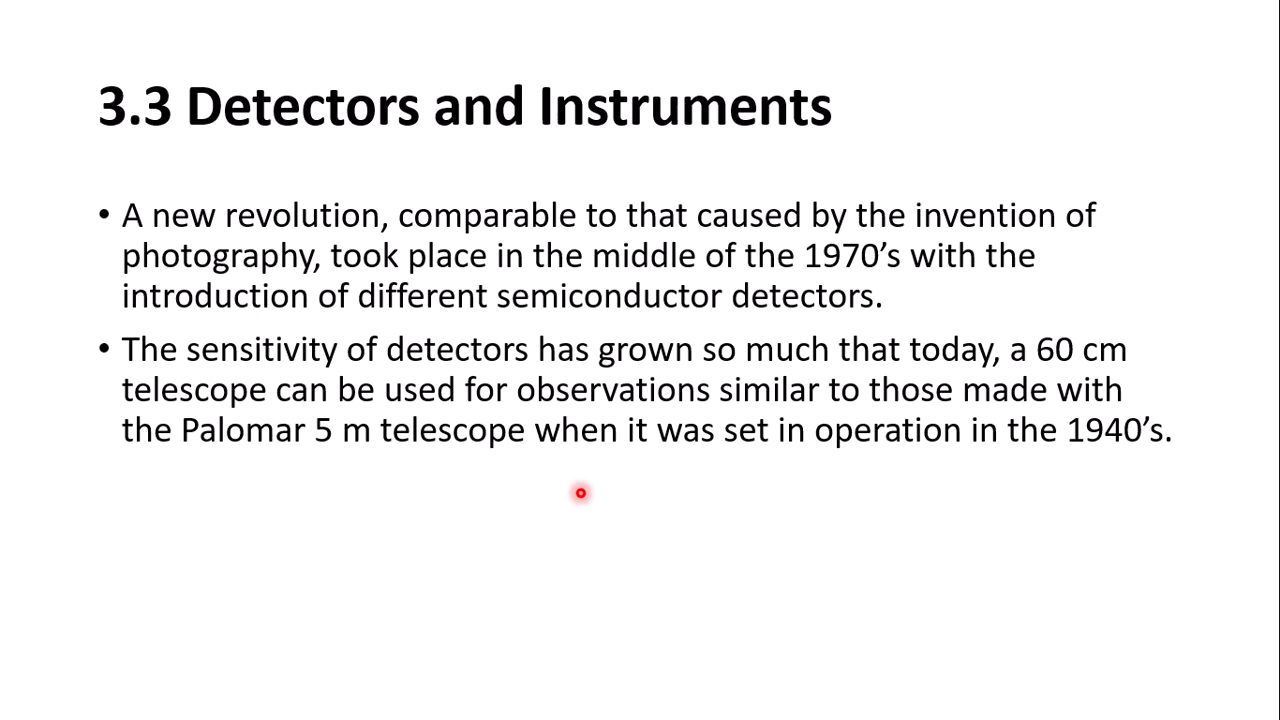 3.3 Detectors and Instruments
• A new revolution, comparable to that caused by the invention of
photography, took place in the middle of the 1970’s with the
introduction of different semiconductor detectors.
• The sensitivity of detectors has grown so much that today, a 60 cm
telescope can be used for observations similar to those made with
the Palomar 5 m telescope when it was set in operation in the 1940’s.